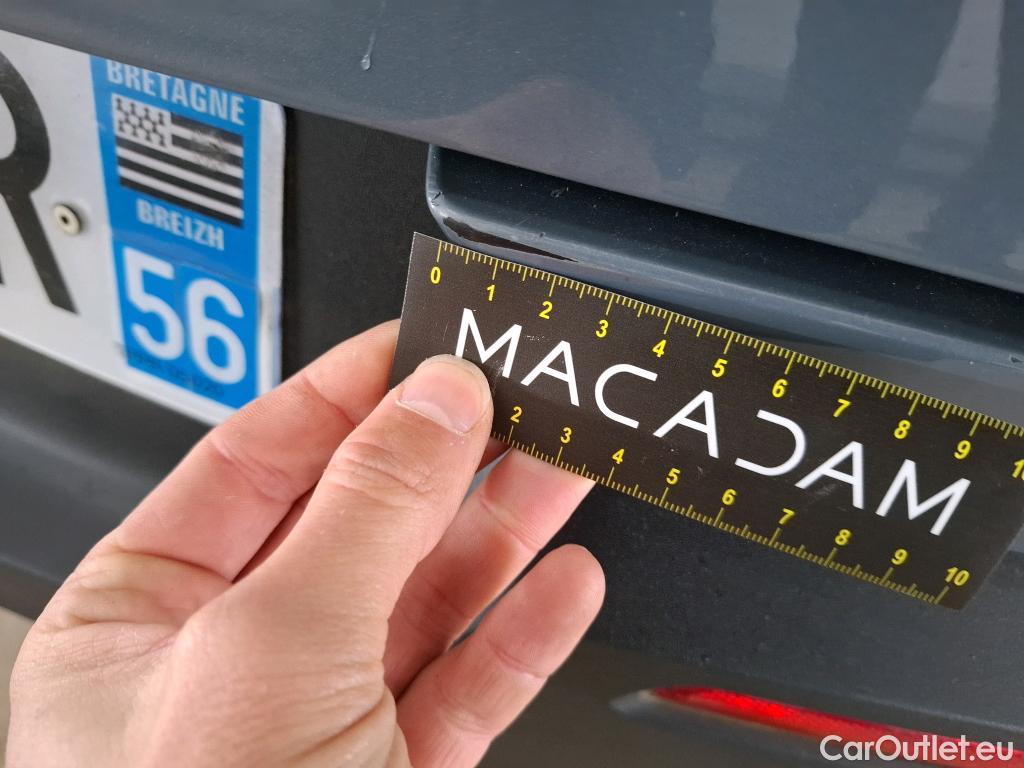 R
BRETAGNE
BREIZH
56
0 1 2 3 4 5 6 7 8 9 10
MACADAM
2 3 4 5 6 7 8 9 10
CarOutlet.eu